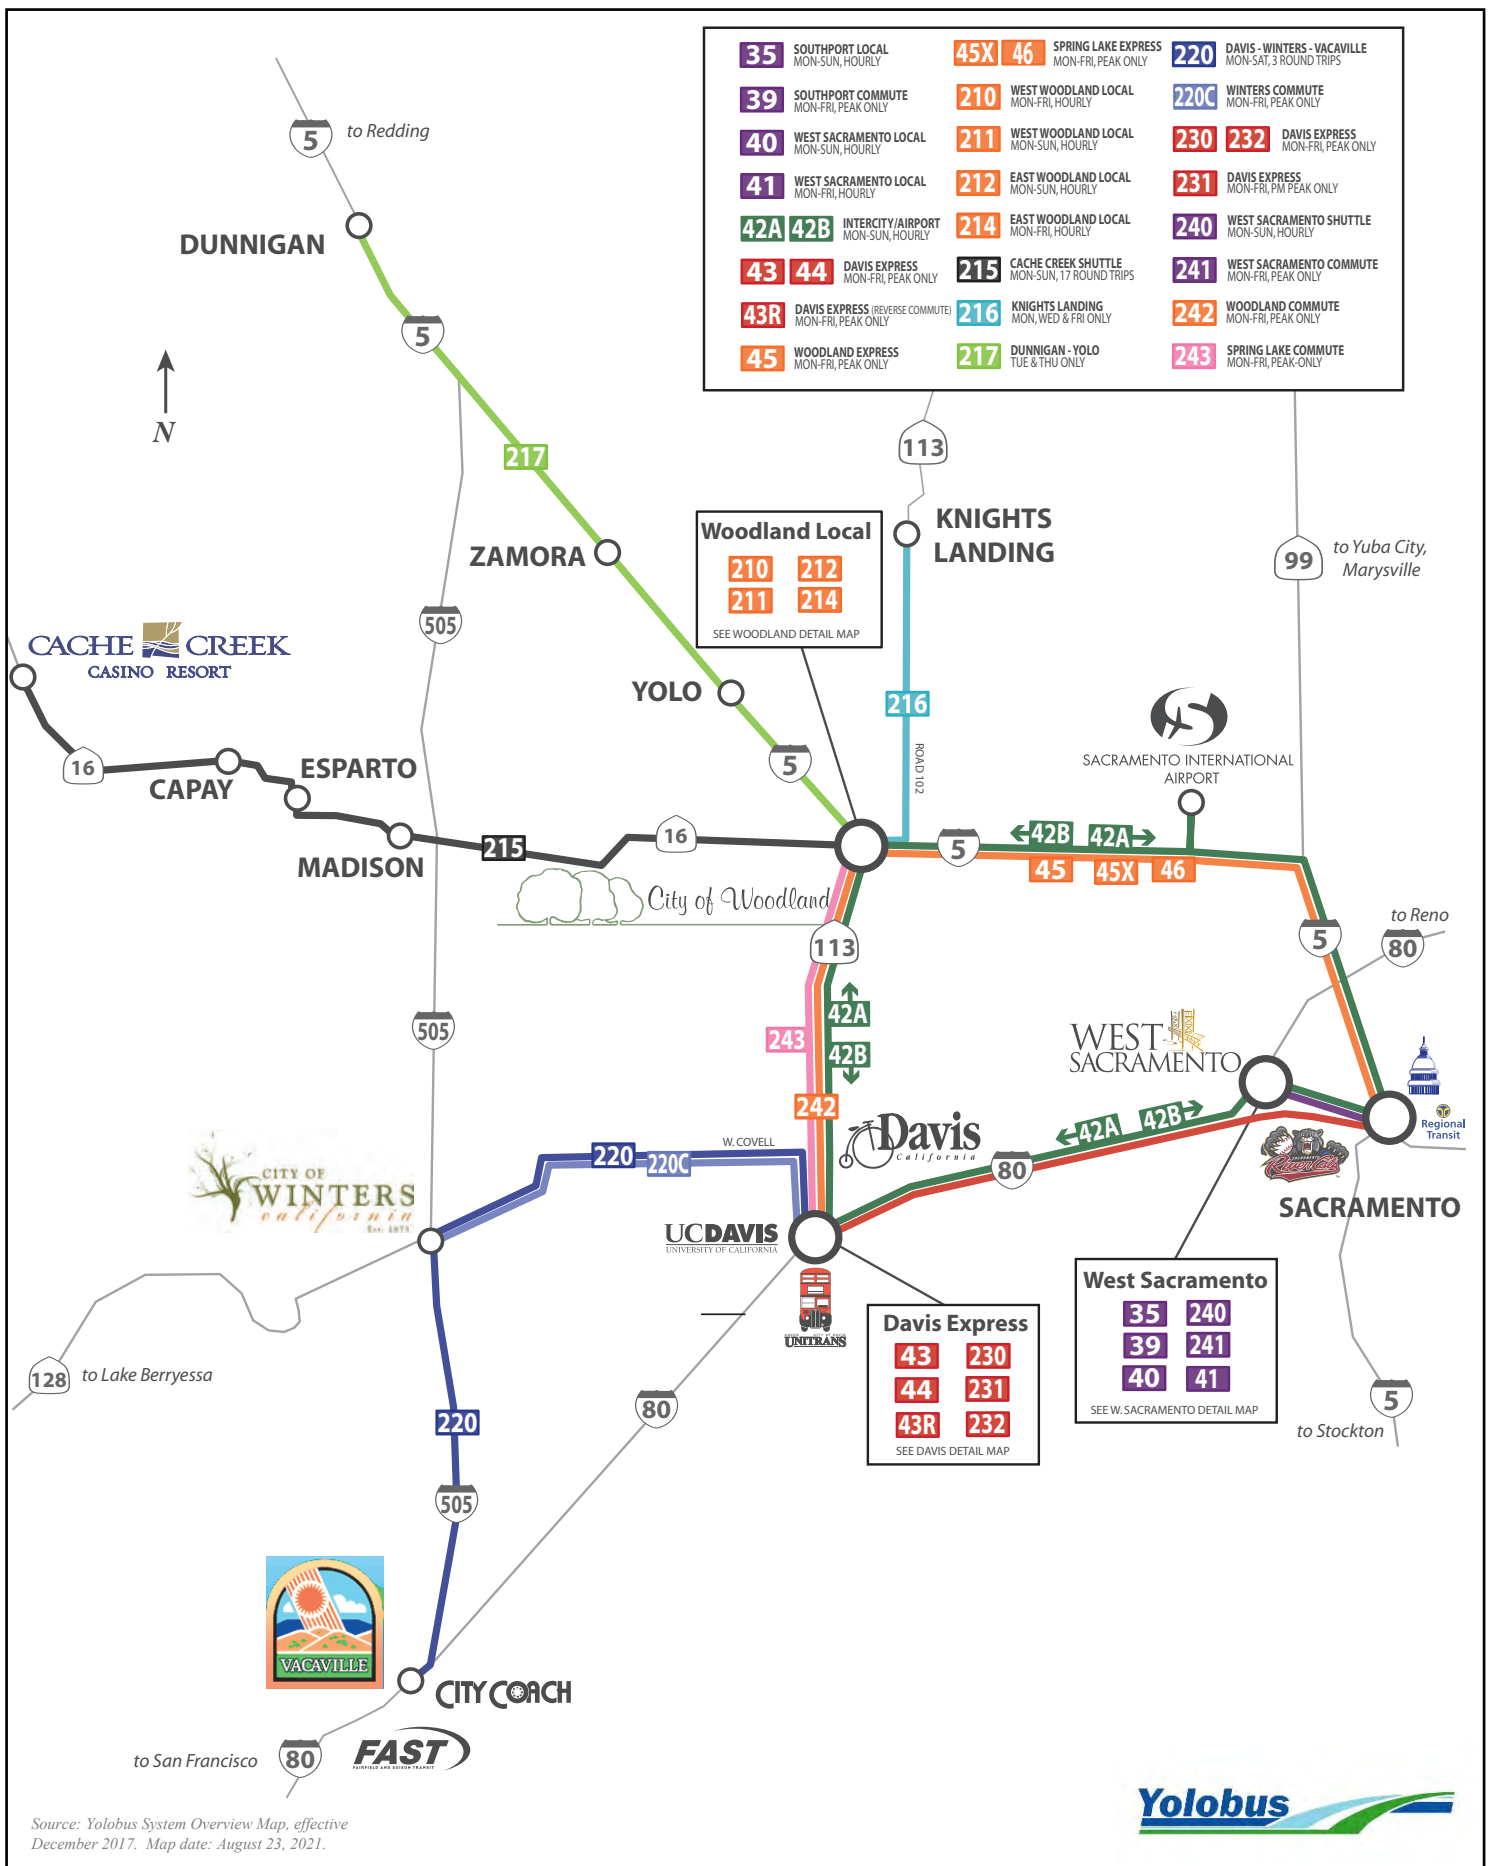 35 SOUTHPORT LOCAL
MON-SUN, HOURLY
39 SOUTHPORT COMMUTE
MON-FRI, PEAK ONLY
40 WEST SACRAMENTO LOCAL
MON-SUN, HOURLY
41 WEST SACRAMENTO LOCAL
MON-FRI, HOURLY
42A 42B INTERCITY/AIRPORT
MON-SUN, HOURLY
43 44 DAVIS EXPRESS
MON-FRI, PEAK ONLY
43R DAVIS EXPRESS (REVERSE COMMUTE)
MON-FRI, PEAK ONLY
45 WOODLAND EXPRESS
MON-FRI, PEAK ONLY
45X 46 SPRING LAKE EXPRESS
MON-FRI, PEAK ONLY
210 WEST WOODLAND LOCAL
MON-FRI, HOURLY
211 WEST WOODLAND LOCAL
MON-SUN, HOURLY
212 EAST WOODLAND LOCAL
MON-SUN, HOURLY
214 EAST WOODLAND LOCAL
MON-FRI, HOURLY
215 CACHE CREEK SHUTTLE
MON-SUN, 17 ROUND TRIPS
216 KNIGHTS LANDING
MON, WED & FRI ONLY
217 DUNNIGAN - YOLO
TUE & THU ONLY
220 DAVIS - WINTERS - VACAVILLE
MON-SAT, 3 ROUND TRIPS
220C WINTERS COMMUTE
MON-FRI, PEAK ONLY
230 232 DAVIS EXPRESS
MON-FRI, PEAK ONLY
231 DAVIS EXPRESS
MON-FRI, PM PEAK ONLY
240 WEST SACRAMENTO SHUTTLE
MON-SUN, HOURLY
241 WEST SACRAMENTO COMMUTE
MON-FRI, PEAK ONLY
242 WOODLAND COMMUTE
MON-FRI, PEAK ONLY
243 SPRING LAKE COMMUTE
MON-FRI, PEAK-ONLY
5 to Redding
DUNNIGAN
5
N
217
113
KNIGHTS
LANDING
99
to Yuba City,
Marysville
Woodland Local
210 212
211 214
SEE WOODLAND DETAIL MAP
ZAMORA
505
CACHE CREEK
CASINO RESORT
YOLO
216
ROAD 102
5
SACRAMENTO INTERNATIONAL
AIRPORT
16
CAPAY
ESPARTO
MADISON
215
16
5
42B 42A
45 45X 46
City of Woodland
113
5
to Reno
80
505
42A
243
42B
242
WEST
SACRAMENTO
Regional
Transit
42A 42B
Davis
California
80
W. COVELL
220
220C
CITY OF
WINTERS
california
Est. 1875
SACRAMENTO
RiverCats
SACRAMENTO
UCDAVIS
UNIVERSITY OF CALIFORNIA
UNITRANS
Davis Express
43 230
44 231
43R 232
SEE DAVIS DETAIL MAP
West Sacramento
35 240
39 241
40 41
SEE W. SACRAMENTO DETAIL MAP
128 to Lake Berryessa
80
5
to Stockton
220
505
VACAVILLE
CITY COACH
to San Francisco 80
FAST
FAIRFIELD AND SUISUN TRANSIT
Yolobus
Source: Yolobus System Overview Map, effective
December 2017. Map date: August 23, 2021.